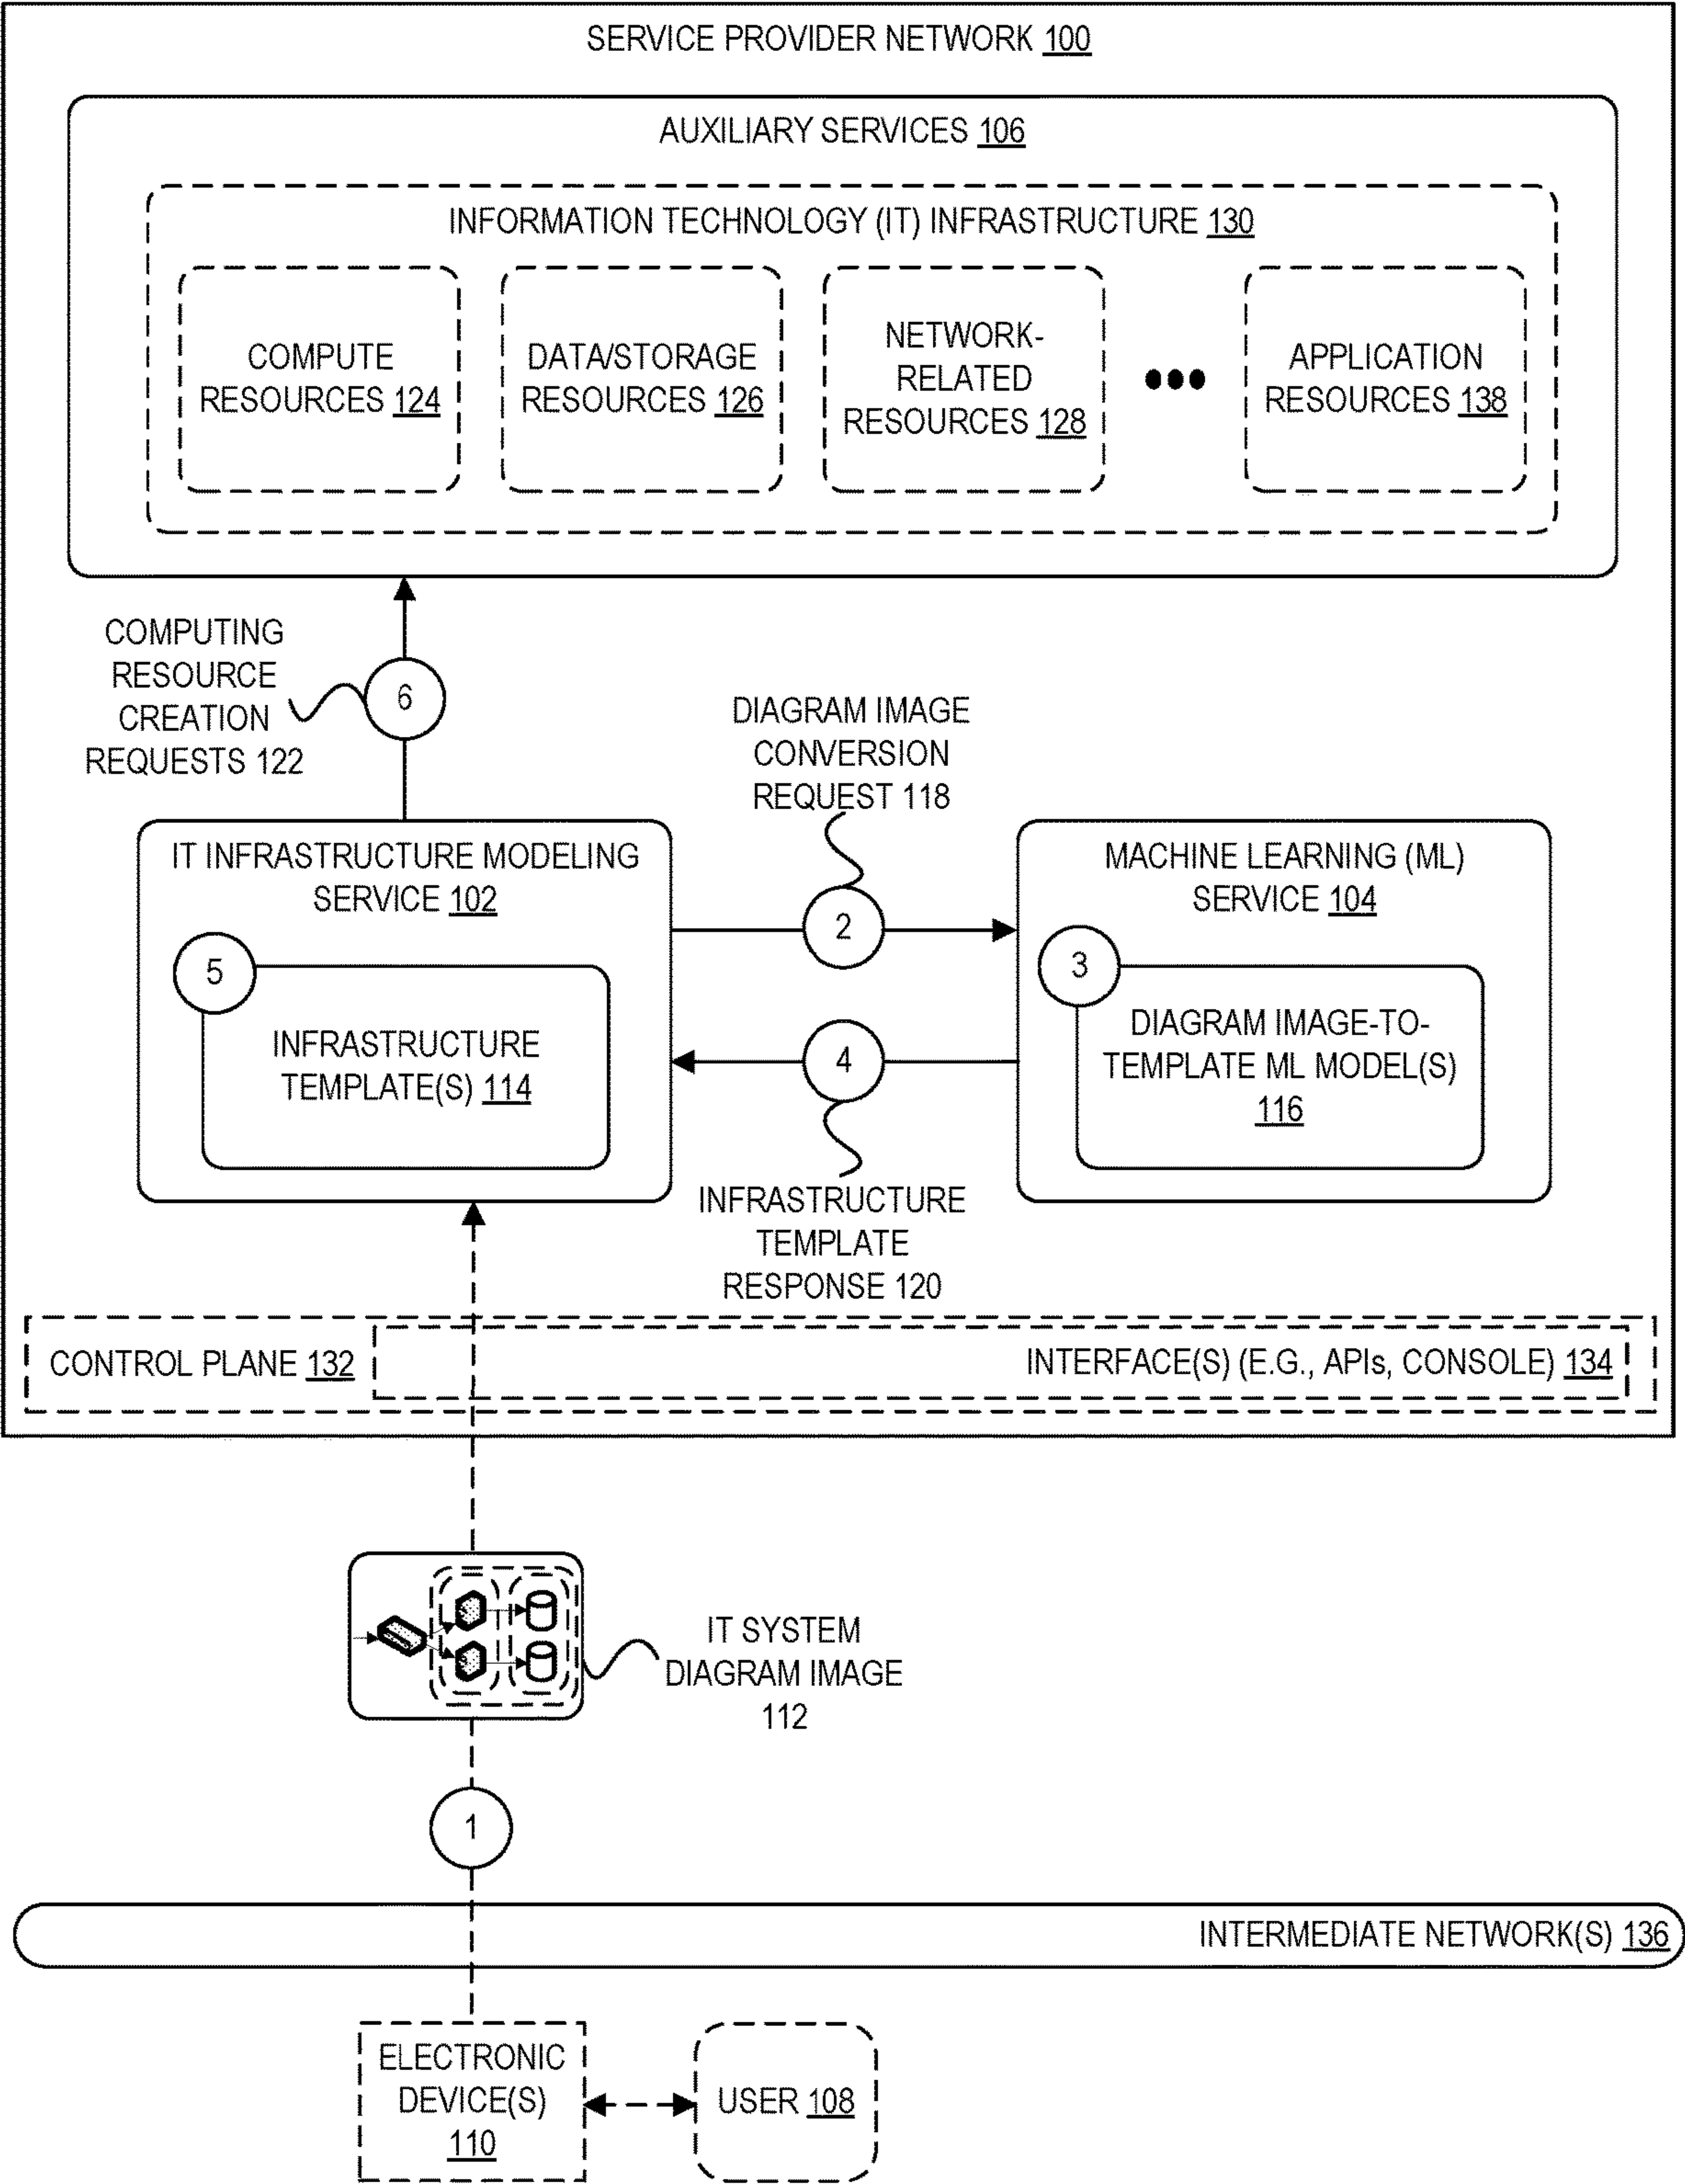 SERVICE PROVIDER NETWORK 100
AUXILIARY SERVICES 106
INFORMATION TECHNOLOGY (IT) INFRASTRUCTURE 130
COMPUTE
RESOURCES 124
DATA/STORAGE
RESOURCES 126
NETWORK-
RELATED
RESOURCES 128
APPLICATION
RESOURCES 138
COMPUTING
RESOURCE
CREATION
REQUESTS 122
6
DIAGRAM IMAGE
CONVERSION
REQUEST 118
IT INFRASTRUCTURE MODELING
SERVICE 102
2
MACHINE LEARNING (ML)
SERVICE 104
5
INFRASTRUCTURE
TEMPLATE(S) 114
3
DIAGRAM IMAGE-TO-
TEMPLATE ML MODEL(S)
116
4
INFRASTRUCTURE
TEMPLATE
RESPONSE 120
CONTROL PLANE 132
INTERFACE(S) (E.G., APIs, CONSOLE) 134
IT SYSTEM
DIAGRAM IMAGE
112
1
INTERMEDIATE NETWORK(S) 136
ELECTRONIC
DEVICE(S)
110
USER 108